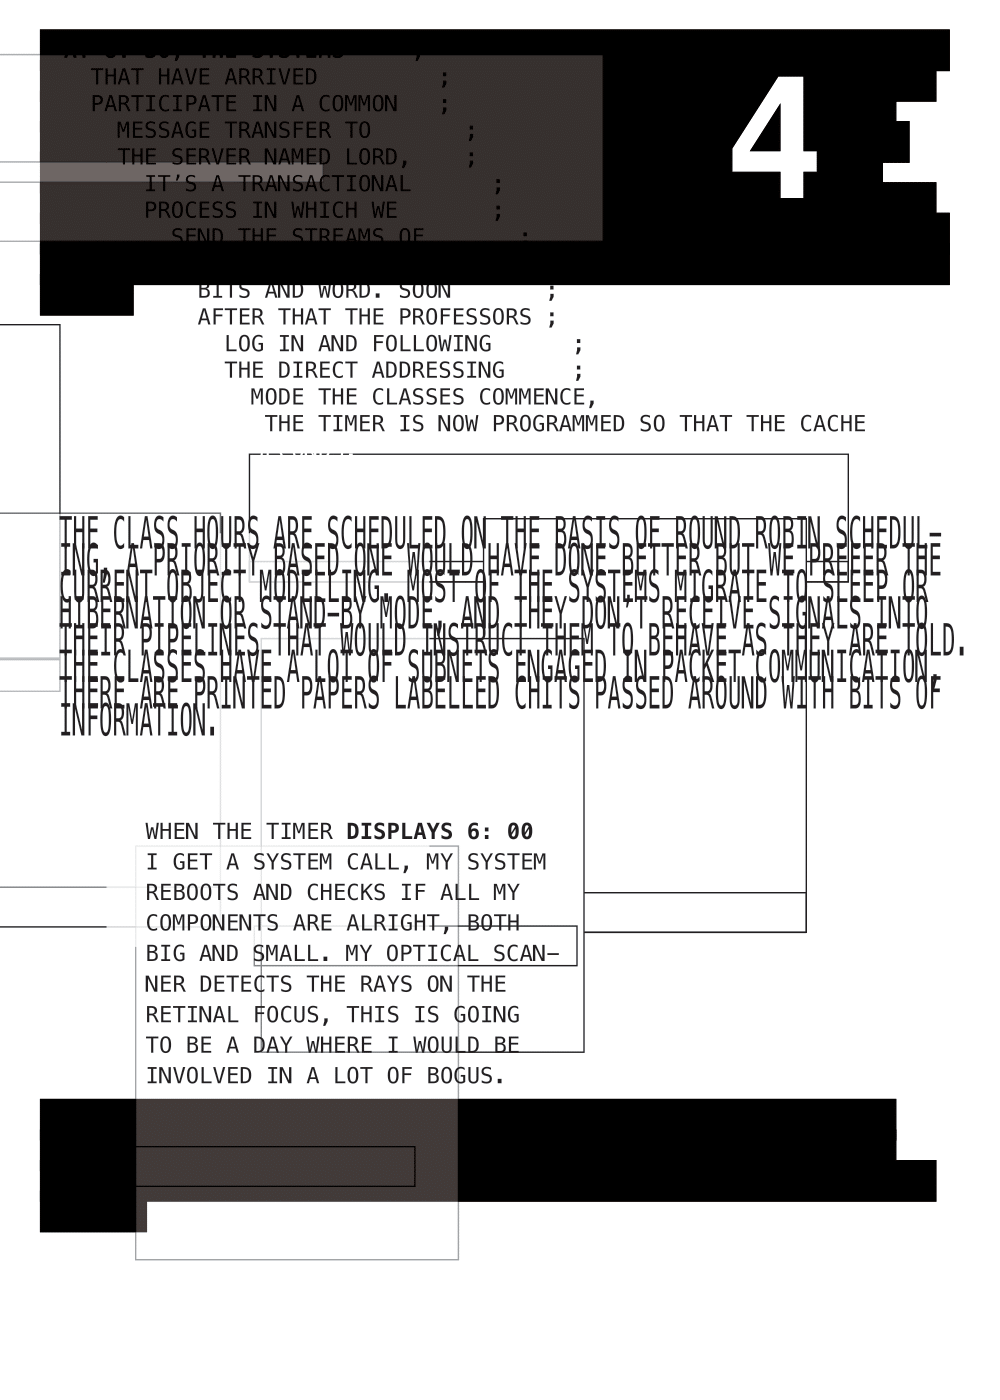 AT 8: 30, THE SYSTEMS ;
THAT HAVE ARRIVED ;
PARTICIPATE IN A COMMON ;
MESSAGE TRANSFER TO ;
THE SERVER NAMED LORD, ;
IT’S A TRANSACTIONAL ;
PROCESS IN WHICH WE ;
SEND THE STREAMS OF ;
4
BITS AND WORD. SOON ;
AFTER THAT THE PROFESSORS ;
LOG IN AND FOLLOWING ;
THE DIRECT ADDRESSING ;
MODE THE CLASSES COMMENCE,
THE TIMER IS NOW PROGRAMMED SO THAT THE CACHE
THE CLASS HOURS ARE SCHEDULED ON THE BASIS OF ROUND ROBIN SCHEDUL–
ING. A PRIORITY BASED ONE WOULD HAVE DONE BETTER BUT WE PREFER THE
CURRENT OBJECT MODELLING. MOST OF THE SYSTEMS MIGRATE TO SLEEP OR
HIBERNATION OR STAND–BY MODE, AND THEY DON’T RECEIVE SIGNALS INTO
THEIR PIPELINES THAT WOULD INSTRUCT THEM TO BEHAVE AS THEY ARE TOLD.
THE CLASSES HAVE A LOT OF SUBNETS ENGAGED IN PACKET COMMUNICATION,
THERE ARE PRINTED PAPERS LABELLED CHITS PASSED AROUND WITH BITS OF
INFORMATION.
WHEN THE TIMER DISPLAYS 6: 00
I GET A SYSTEM CALL, MY SYSTEM
REBOOTS AND CHECKS IF ALL MY
COMPONENTS ARE ALRIGHT, BOTH
BIG AND SMALL. MY OPTICAL SCAN–
NER DETECTS THE RAYS ON THE
RETINAL FOCUS, THIS IS GOING
TO BE A DAY WHERE I WOULD BE
INVOLVED IN A LOT OF BOGUS.